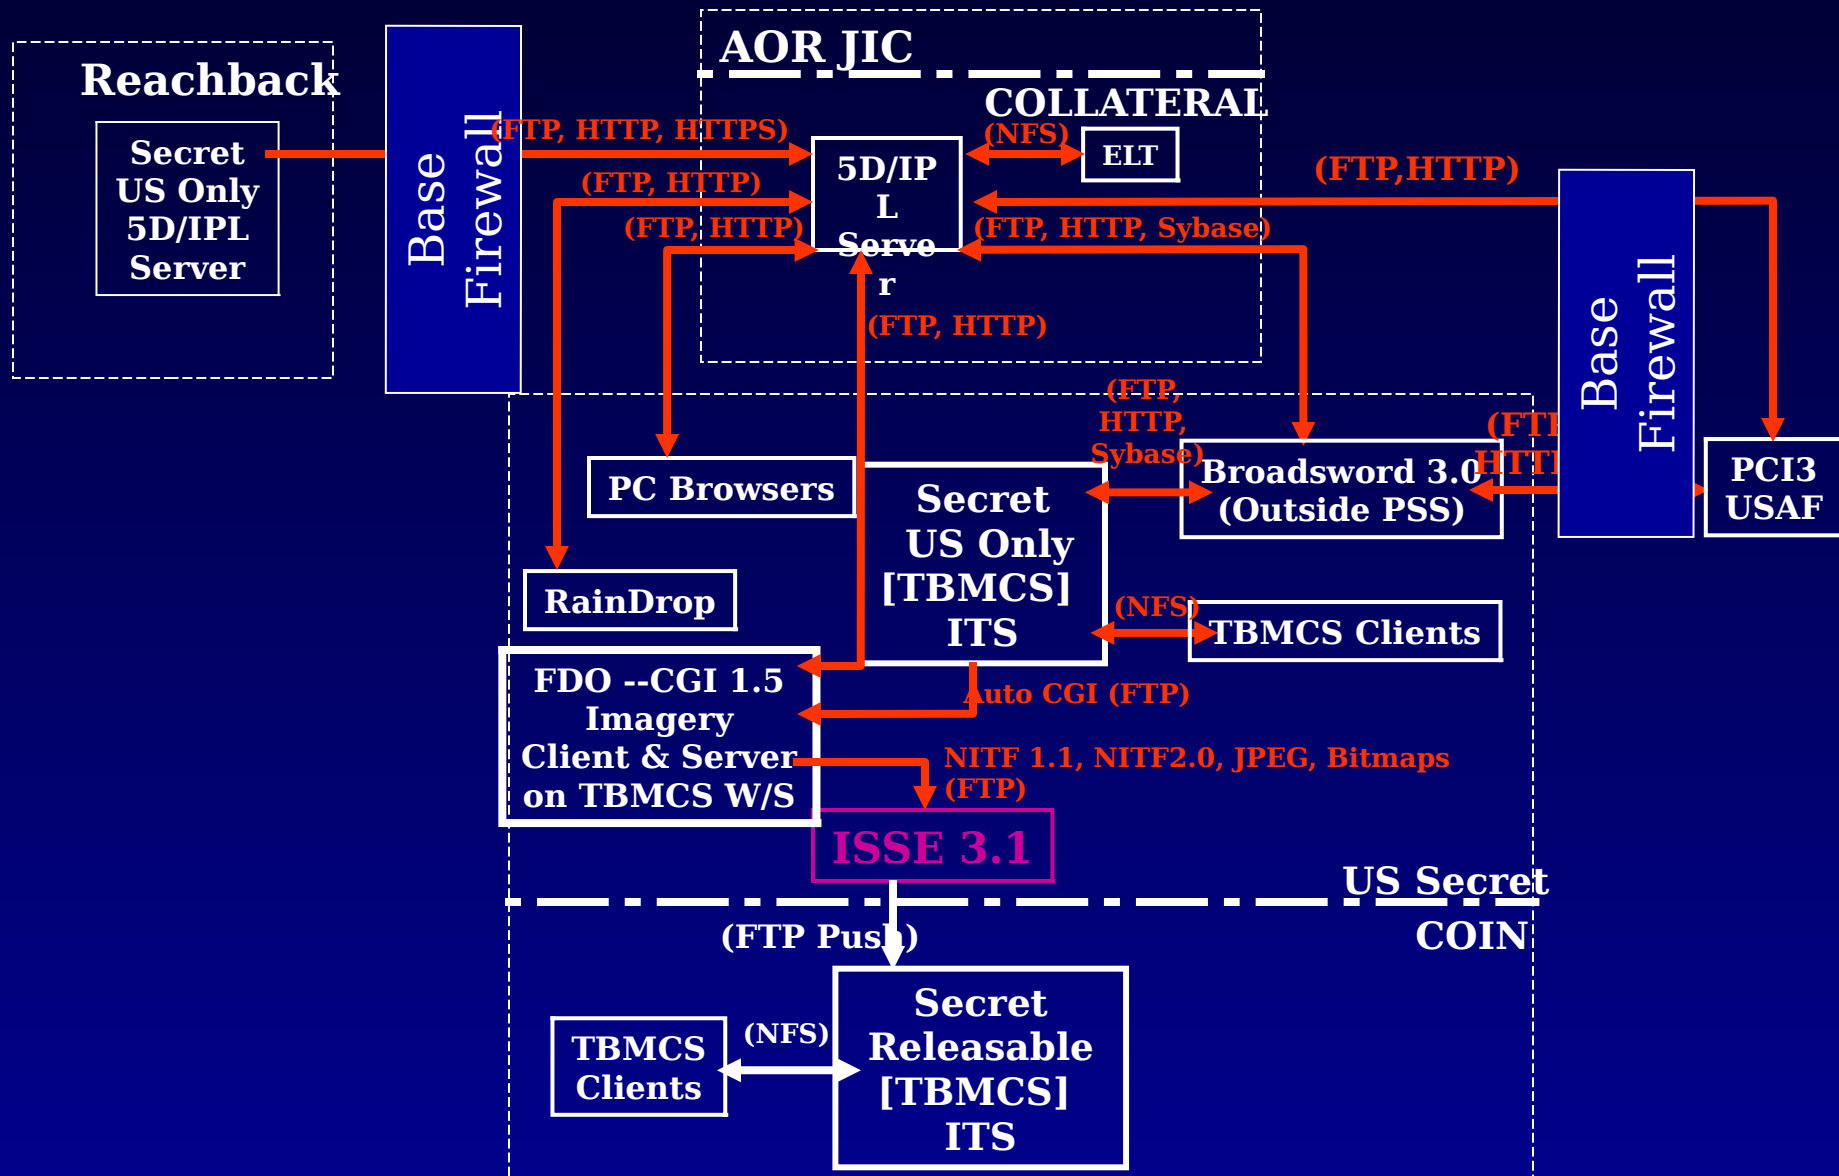 AOR JIC
Reachback
COLLATERAL
Secret
US Only
5D/IPL
Server
Base
Firewall
(FTP, HTTP, HTTPS)
(NFS)
ELT
5D/IP
L
Serve
r
(FTP, HTTP)
(FTP,HTTP)
(FTP, HTTP)
(FTP, HTTP, Sybase)
(FTP, HTTP)
Base
Firewall
(FTP,
HTTP,
Sybase)
PC Browsers
Secret
US Only
[TBMCS]
ITS
Broadsword 3.0
(Outside PSS)
PCI3
USAF
RainDrop
(NFS)
TBMCS Clients
FDO --CGI 1.5
Imagery
Client & Server
on TBMCS W/S
Auto CGI (FTP)
NITF 1.1, NITF2.0, JPEG, Bitmaps
(FTP)
ISSE 3.1
US Secret
(FTP Push)
COIN
Secret
Releasable
[TBMCS]
ITS
TBMCS
Clients
(NFS)